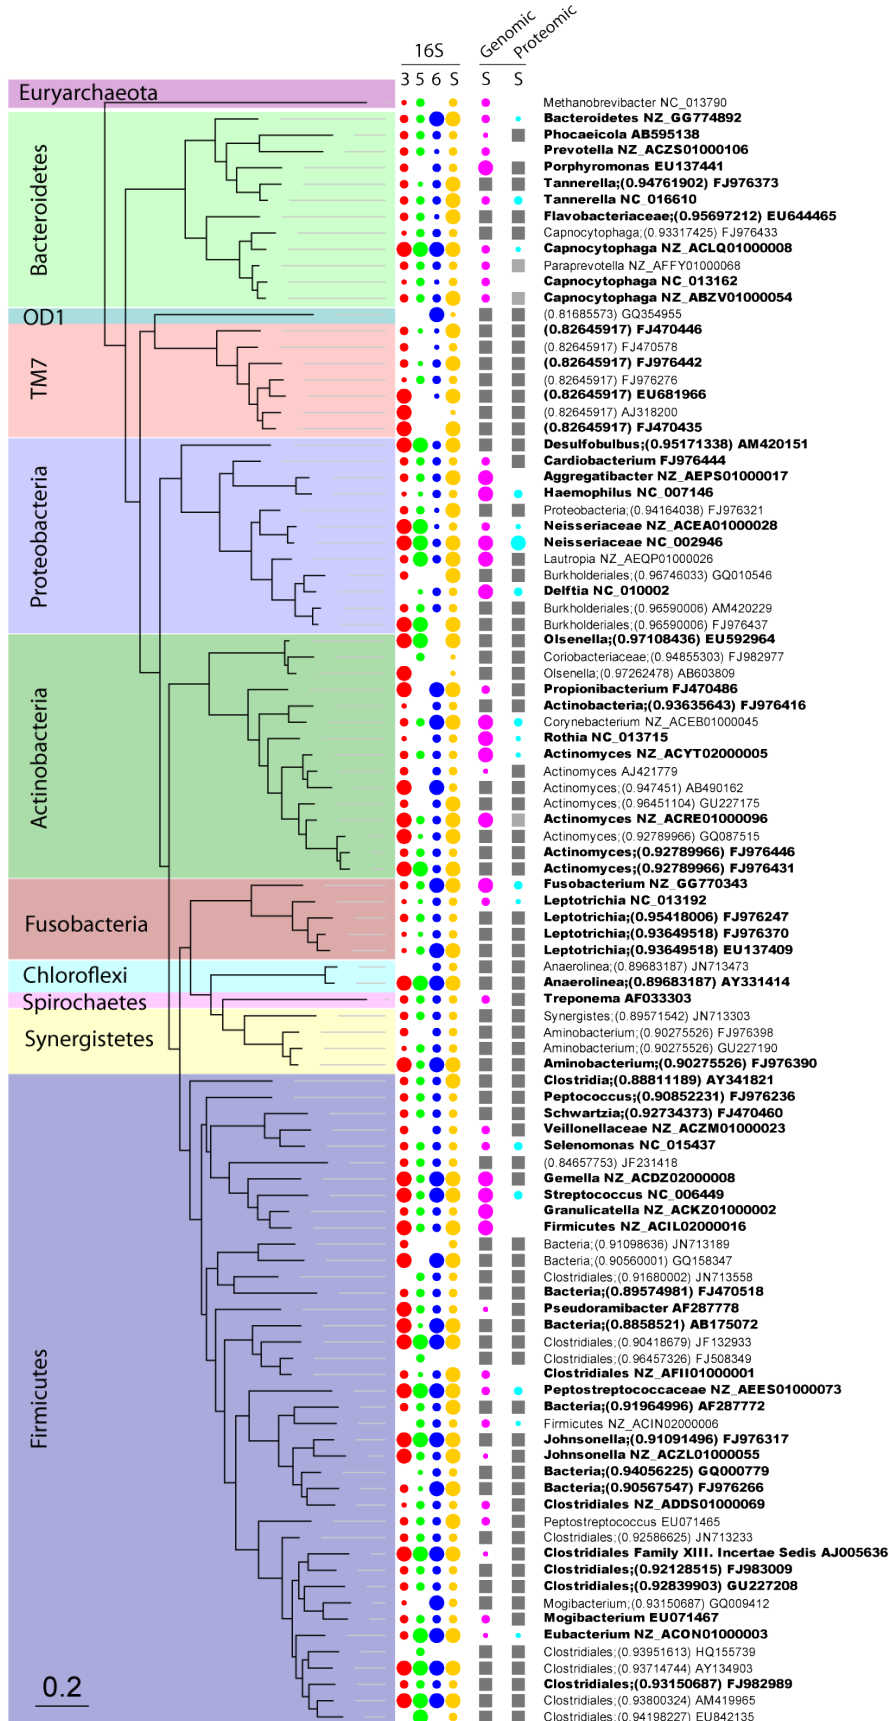 Genomic
Proteomic
16S
3 5 6 S S S
Euryarchaeota
Bacteroidetes
OD1
TM7
Proteobacteria
Actinobacteria
Fusobacteria
Chloroflexi
Spirochaetes
Synergistetes
Firmicutes
0.2
Methanobrevibacter NC_013790
Bacteroidetes NZ_GG774892
Phocaeicola AB595138
Prevotella NZ_ACZS01000106
Porphyromonas EU137441
Tannerella;(0.94761902) FJ976373
Tannerella NC_016610
Flavobacteriaceae;(0.95697212) EU644465
Capnocytophaga;(0.93317425) FJ976433
Capnocytophaga NZ_ACLQ01000008
Paraprevotella NZ_AFFY01000068
Capnocytophaga NC_013162
Capnocytophaga NZ_ABZV01000054
(0.81685573) GQ354955
(0.82645917) FJ470446
(0.82645917) FJ470578
(0.82645917) FJ976442
(0.82645917) FJ976276
(0.82645917) EU681966
(0.82645917) AJ318200
(0.82645917) FJ470435
Desulfobulbus;(0.95171338) AM420151
Cardiobacterium FJ976444
Aggregatibacter NZ_AEPS01000017
Haemophilus NC_007146
Proteobacteria;(0.94164038) FJ976321
Neisseriaceae NZ_ACEA01000028
Neisseriaceae NC_002946
Lautropia NZ_AEQP01000026
Burkholderiales;(0.96746033) GQ010546
Delftia NC_010002
Burkholderiales;(0.96590006) AM420229
Burkholderiales;(0.96590006) FJ976437
Olsenella;(0.97108436) EU592964
Coriobacteriaceae;(0.94855303) FJ982977
Olsenella;(0.97262478) AB603809
Propionibacterium FJ470486
Actinobacteria;(0.93635643) FJ976416
Corynebacterium NZ_ACEB01000045
Rothia NC_013715
Actinomyces NZ_ACYT02000005
Actinomyces AJ421779
Actinomyces;(0.947451) AB490162
Actinomyces;(0.96451104) GU227175
Actinomyces NZ_ACRE01000096
Actinomyces;(0.92789966) GQ087515
Actinomyces;(0.92789966) FJ976446
Actinomyces;(0.92789966) FJ976431
Fusobacterium NZ_GG770343
Leptotrichia NC_013192
Leptotrichia;(0.95418006) FJ976247
Leptotrichia;(0.93649518) FJ976370
Leptotrichia;(0.93649518) EU137409
Anaerolinea;(0.89683187) JN713473
Anaerolinea;(0.89683187) AY331414
Treponema AF033303
Synergistes;(0.89571542) JN713303
Aminobacterium;(0.90275526) FJ976398
Aminobacterium;(0.90275526) GU227190
Aminobacterium;(0.90275526) FJ976390
Clostridia;(0.88811189) AY341821
Peptococcus;(0.90852231) FJ976236
Schwartzia;(0.92734373) FJ470460
Veillonellaceae NZ_ACZM01000023
Selenomonas NC_015437
(0.84657753) JF231418
Gemella NZ_ACDZ02000008
Streptococcus NC_006449
Granulicatella NZ_ACKZ01000002
Firmicutes NZ_ACIL02000016
Bacteria;(0.91098636) JN713189
Bacteria;(0.90560001) GQ158347
Clostridiales;(0.91680002) JN713558
Bacteria;(0.89574981) FJ470518
Pseudoramibacter AF287778
Bacteria;(0.8858521) AB175072
Clostridiales;(0.90418679) JF132933
Clostridiales;(0.96457326) FJ508349
Clostridiales NZ_AFII01000001
Peptostreptococcaceae NZ_AEES01000073
Bacteria;(0.91964996) AF287772
Firmicutes NZ_ACIN02000006
Johnsonella;(0.91091496) FJ976317
Johnsonella NZ_ACZL01000055
Bacteria;(0.94056225) GQ000779
Bacteria;(0.90567547) FJ976266
Clostridiales NZ_ADDS01000069
Peptostreptococcus EU071465
Clostridiales;(0.92586625) JN713233
Clostridiales Family XIII. Incertae Sedis AJ005636
Clostridiales;(0.92128515) FJ983009
Clostridiales;(0.92839903) GU227208
Mogibacterium;(0.93150687) GQ009412
Mogibacterium EU071467
Eubacterium NZ_ACON01000003
Clostridiales;(0.93951613) HQ155739
Clostridiales;(0.93714744) AY134903
Clostridiales;(0.93150687) FJ982989
Clostridiales;(0.93800324) AM419965
Clostridiales;(0.94198227) EU842135